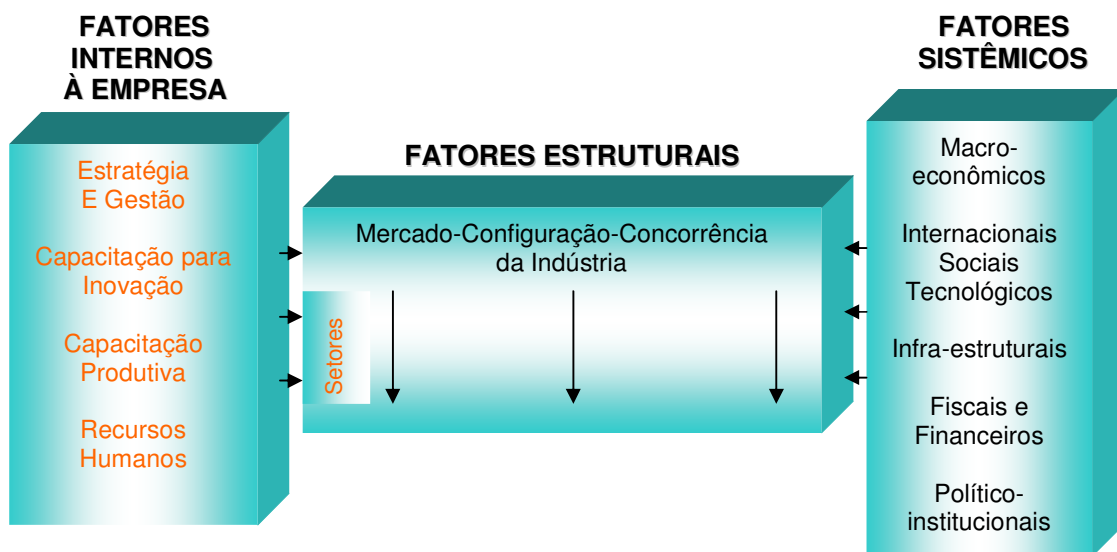 FATORES
INTERNOS
À EMPRESA
Estratégia
E Gestão
Capacitação para
Inovação
Capacitação
Produtiva
Recursos
Humanos
FATORES ESTRUTURAIS
Mercado-Configuração-Concorrência
da Indústria
Setores
FATORES
SISTÊMICOS
Macro-
econômicos
Internacionais
Sociais
Tecnológicos
Infra-estruturais
Fiscais e
Financeiros
Político-
institucionais